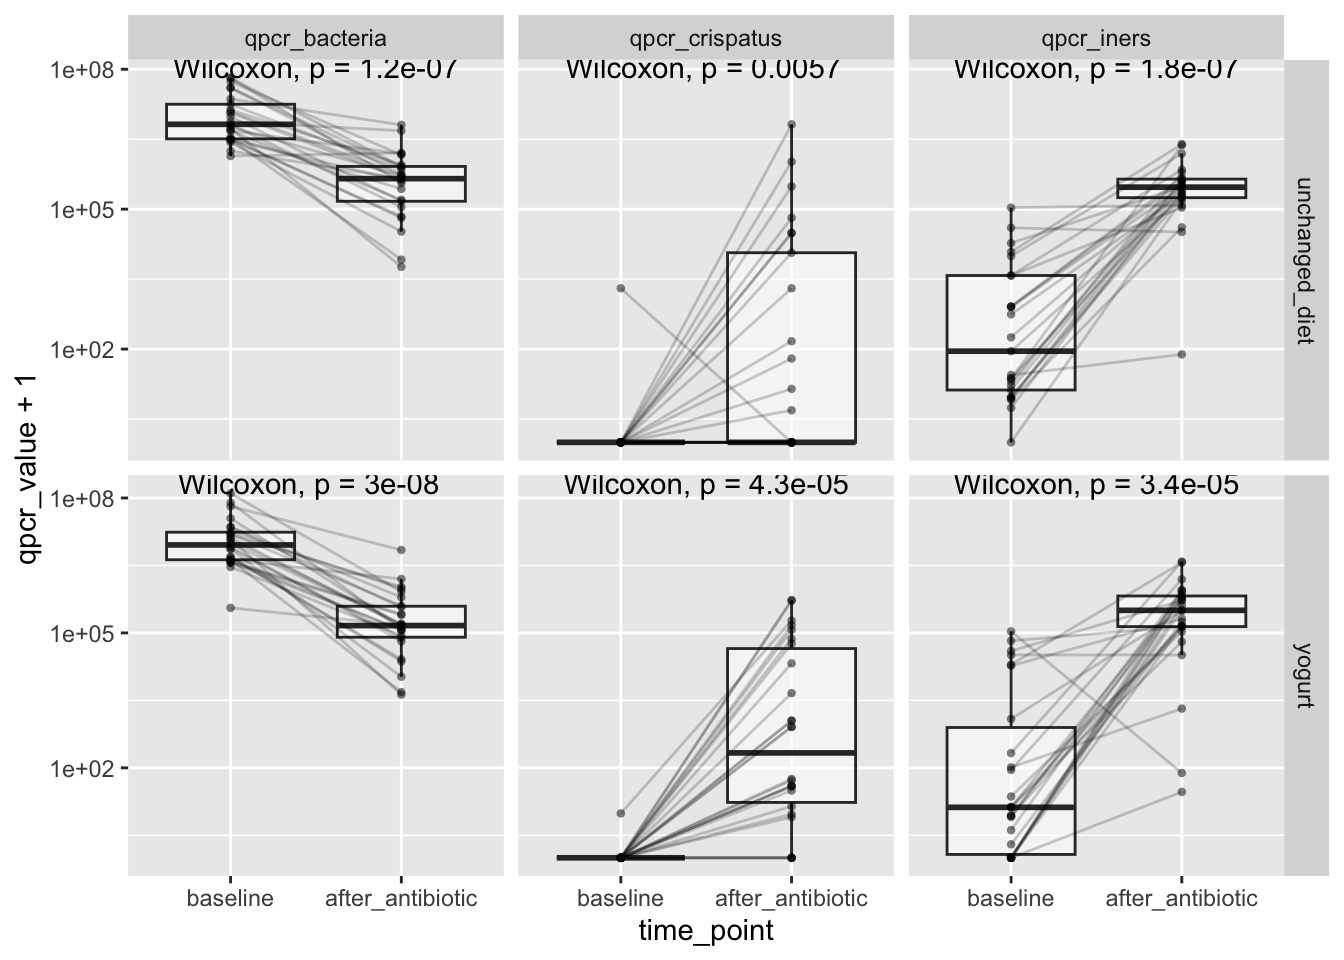 qpcr_bacteria
qpcr_crispatus
qpcr_iners
Wilcoxon, p = 1.2e-07
Wilcoxon, p = 0.0057
Wilcoxon, p = 1.8e-07
1e+08
1e+05
1e+02
unchanged_diet
qpcr_value + 1
Wilcoxon, p = 3e-08
Wilcoxon, p = 4.3e-05
Wilcoxon, p = 3.4e-05
1e+08
1e+05
1e+02
yogurt
baseline
after_antibiotic
baseline
after_antibiotic
baseline
after_antibiotic
time_point